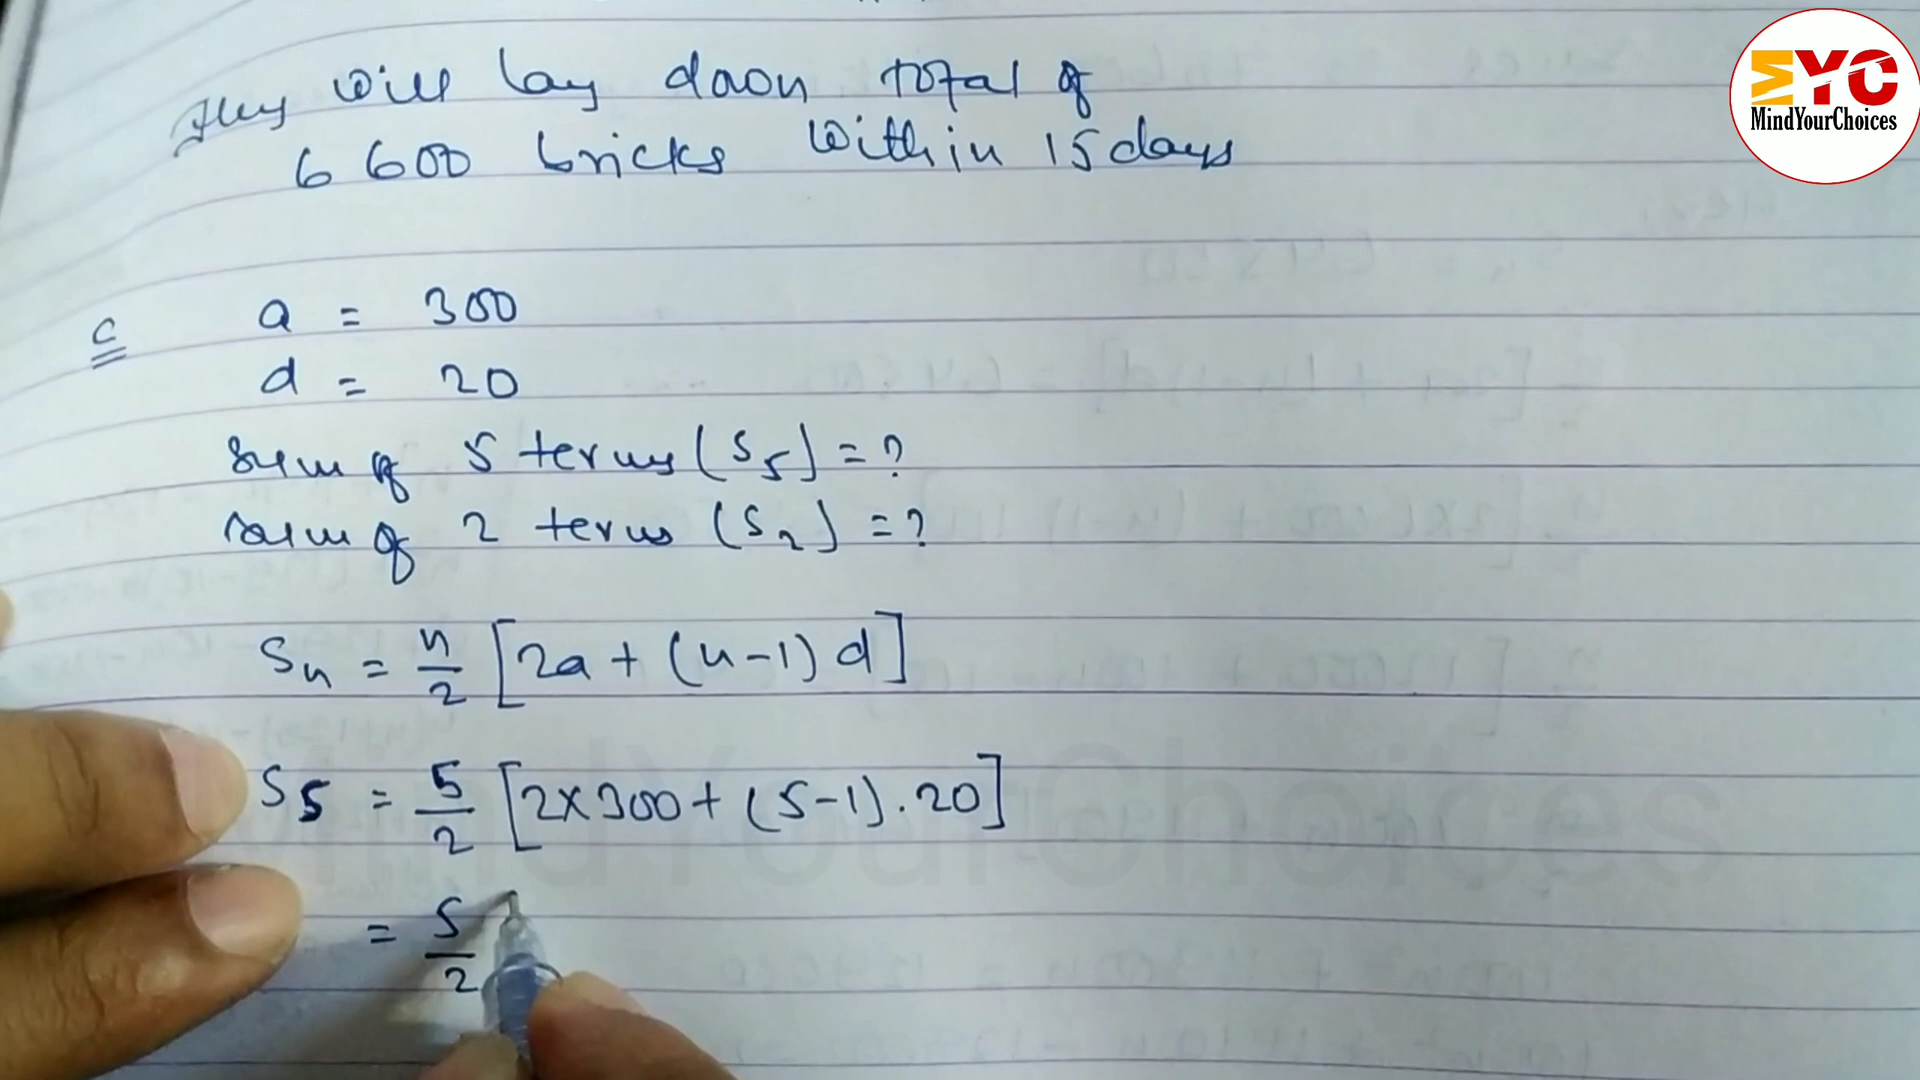 MYC
MindYourChoices
They will lay down total of
6600 bricks within 15 days
c
a = 300
d = 20
sum of 5 terms (S5) = ?
sum of 2 terms (S2) = ?
Sn = n/2 [2a + (n-1) d]
S5 = 5/2 [2×300 + (5-1) . 20]
= 5/2
MindYourChoices